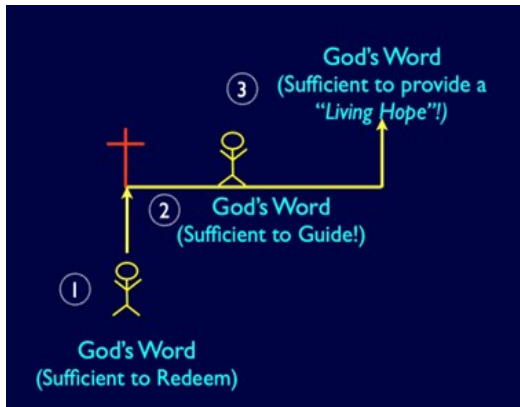 God's Word
(Sufficient to provide a
"Living Hope"!)
3
2
God's Word
(Sufficient to Guide!)
1
God's Word
(Sufficient to Redeem)